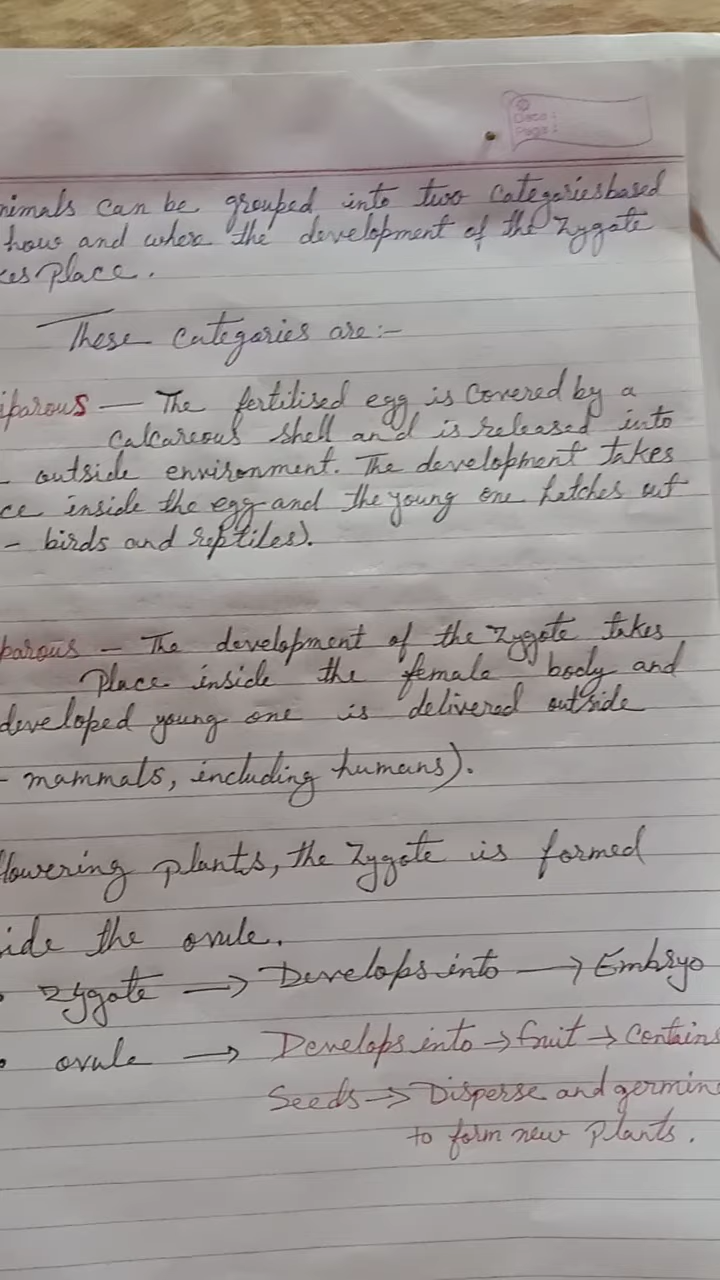 Date :
Page :
nimals can be grouped into two categories based
how and where the development of the zygote
kes place.
These categories are:-
iparous — The fertilised egg is covered by a
calcareous shell and is released into
outside environment. The development takes
ce inside the egg and the young one hatches out
- birds and reptiles).
parous - The development of the zygote takes
place inside the female body and
developed young one is delivered outside
- mammals, including humans).
lowering plants, the zygote is formed
ide the ovule.
• zygote → Develops into → Embryo
• ovule → Develops into → fruit → Contains
Seeds → Disperse and germin
to form new plants.